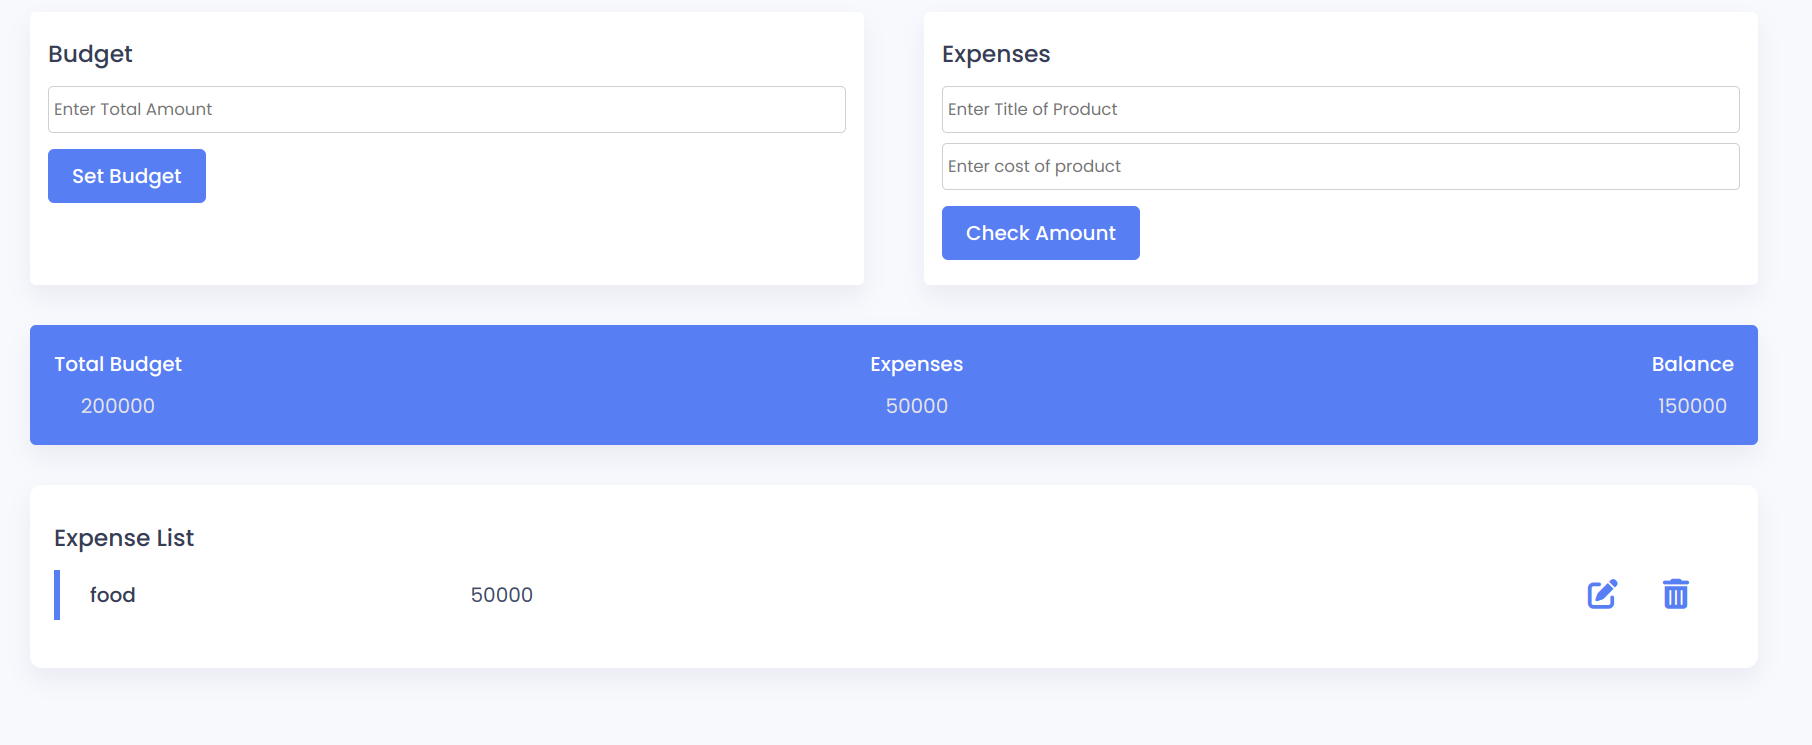 Budget
Enter Total Amount
Set Budget
Expenses
Enter Title of Product
Enter cost of product
Check Amount
Total Budget Expenses Balance
200000 50000 150000
Expense List
food 50000